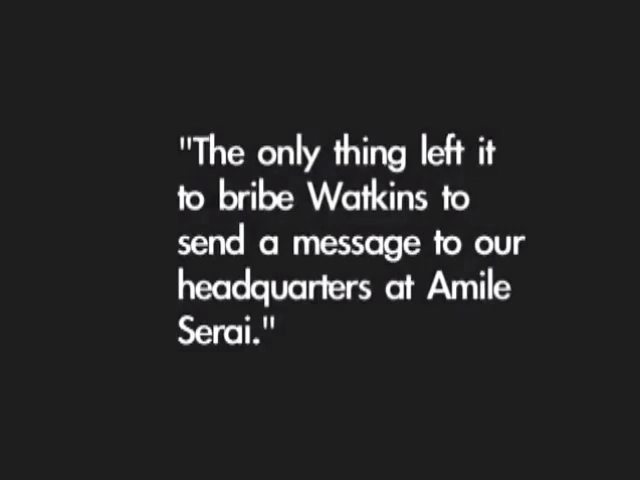 "The only thing left it
to bribe Watkins to
send a message to our
headquarters at Amile
Serai."